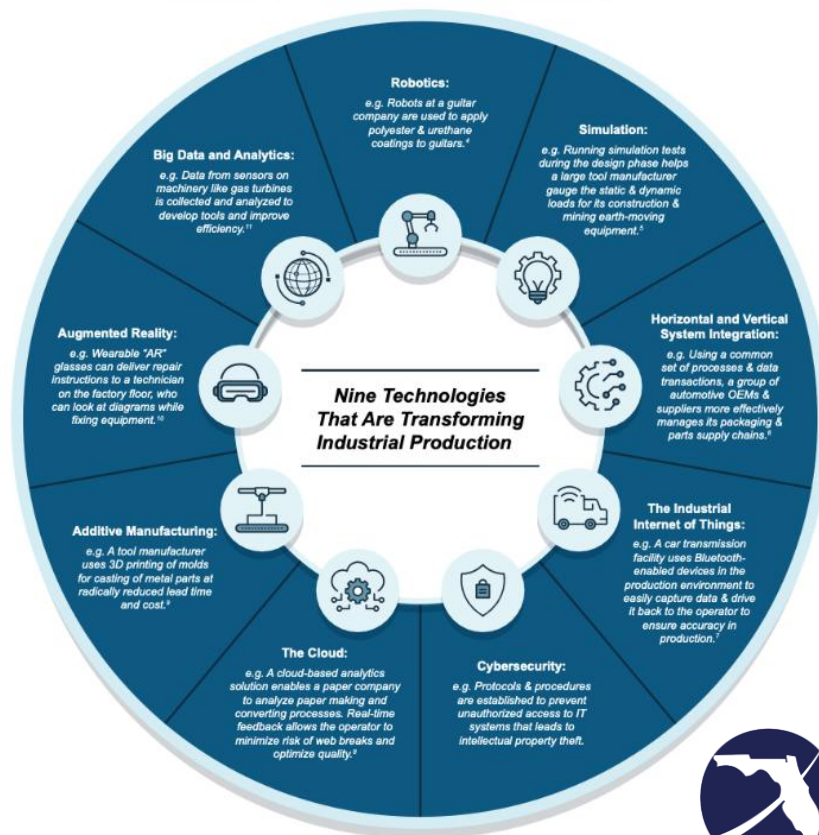 Robotics:
e.g. Robots at a guitar
company are used to apply
polyester & urethane
coatings to guitars.4
Simulation:
e.g. Running simulation tests
during the design phase helps
a large tool manufacturer
gauge the static & dynamic
loads for its construction &
mining earth-moving
equipment.5
Horizontal and Vertical
System Integration:
e.g. Using a common
set of processes & data
transactions, a group of
automotive OEMs &
suppliers more effectively
manages its packaging &
parts supply chains.6
The Industrial
Internet of Things:
e.g. A car transmission
facility uses Bluetooth-
enabled devices in the
production environment to
easily capture data & drive
it back to the operator to
ensure accuracy in
production.7
Cybersecurity:
e.g. Protocols & procedures
are established to prevent
unauthorized access to IT
systems that leads to
intellectual property theft.
The Cloud:
e.g. A cloud-based analytics
solution enables a paper company
to analyze paper making and
converting processes. Real-time
feedback allows the operator to
minimize risk of web breaks and
optimize quality.8
Additive Manufacturing:
e.g. A tool manufacturer
uses 3D printing of molds
for casting of metal parts at
radically reduced lead time
and cost.9
Augmented Reality:
e.g. Wearable "AR"
glasses can deliver repair
instructions to a technician
on the factory floor, who
can look at diagrams while
fixing equipment.10
Big Data and Analytics:
e.g. Data from sensors on
machinery like gas turbines
is collected and analyzed to
develop tools and improve
efficiency.11
Nine Technologies
That Are Transforming
Industrial Production